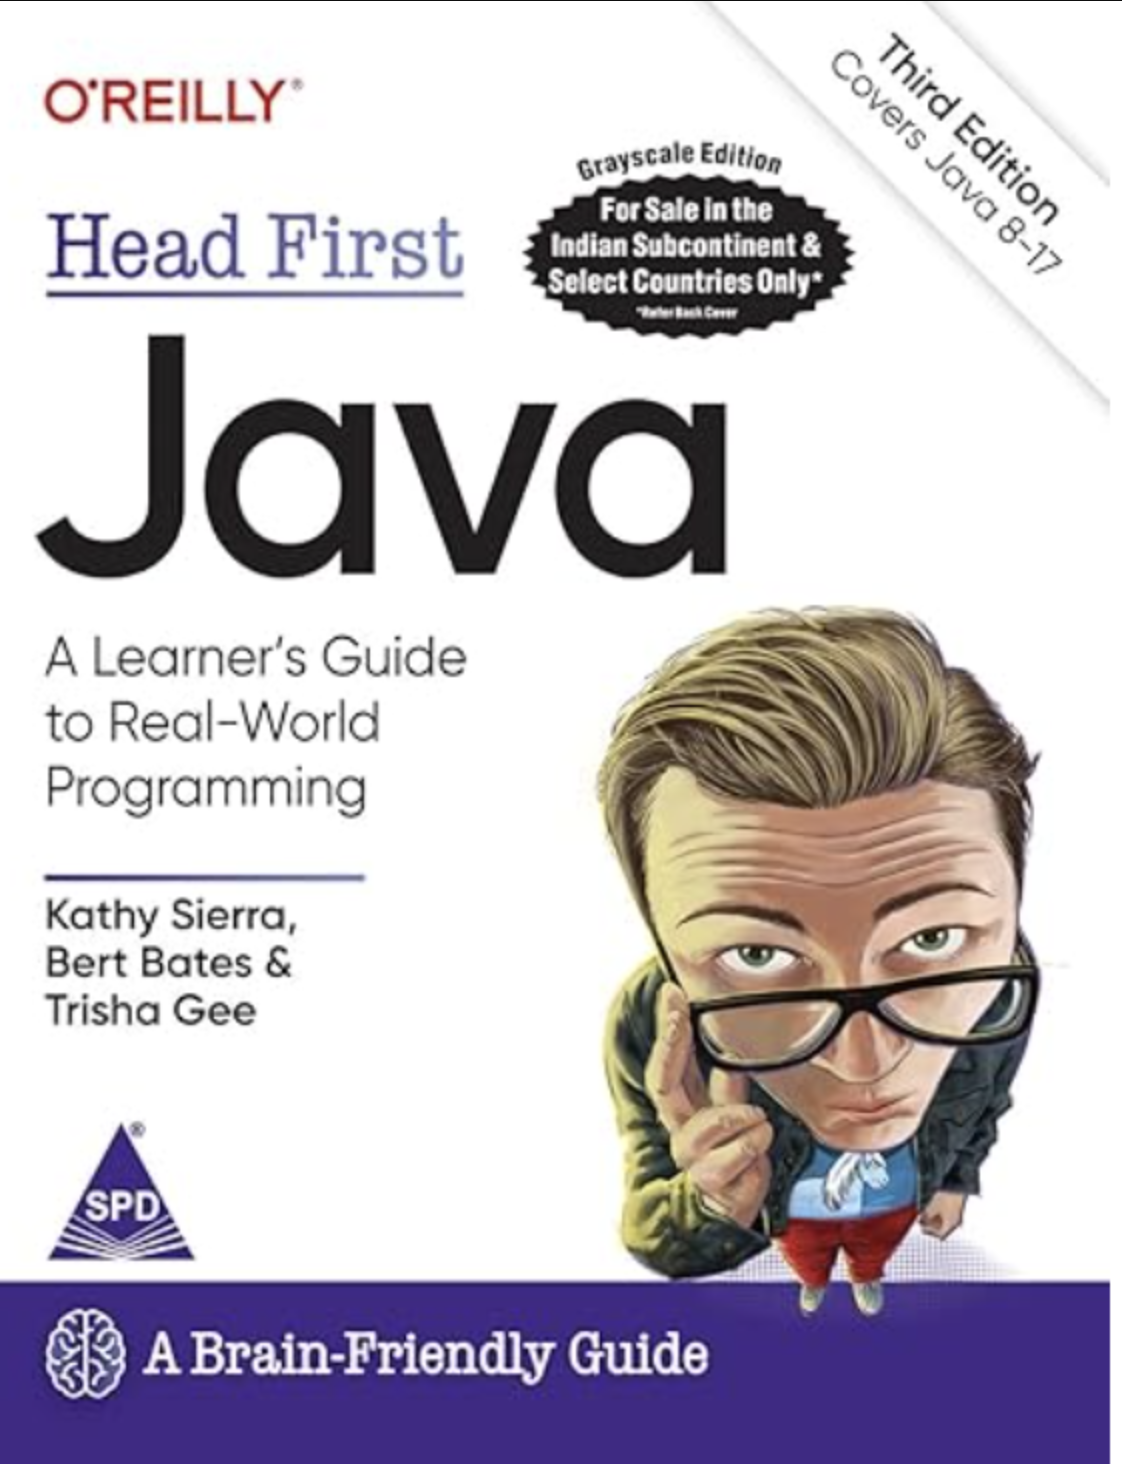 O'REILLY®
Third Edition
Covers Java 8-17
Grayscale Edition
For Sale in the
Indian Subcontinent &
Select Countries Only*
*Refer Back Cover
Head First
Java
A Learner's Guide
to Real-World
Programming
Kathy Sierra,
Bert Bates &
Trisha Gee
SPD®
A Brain-Friendly Guide